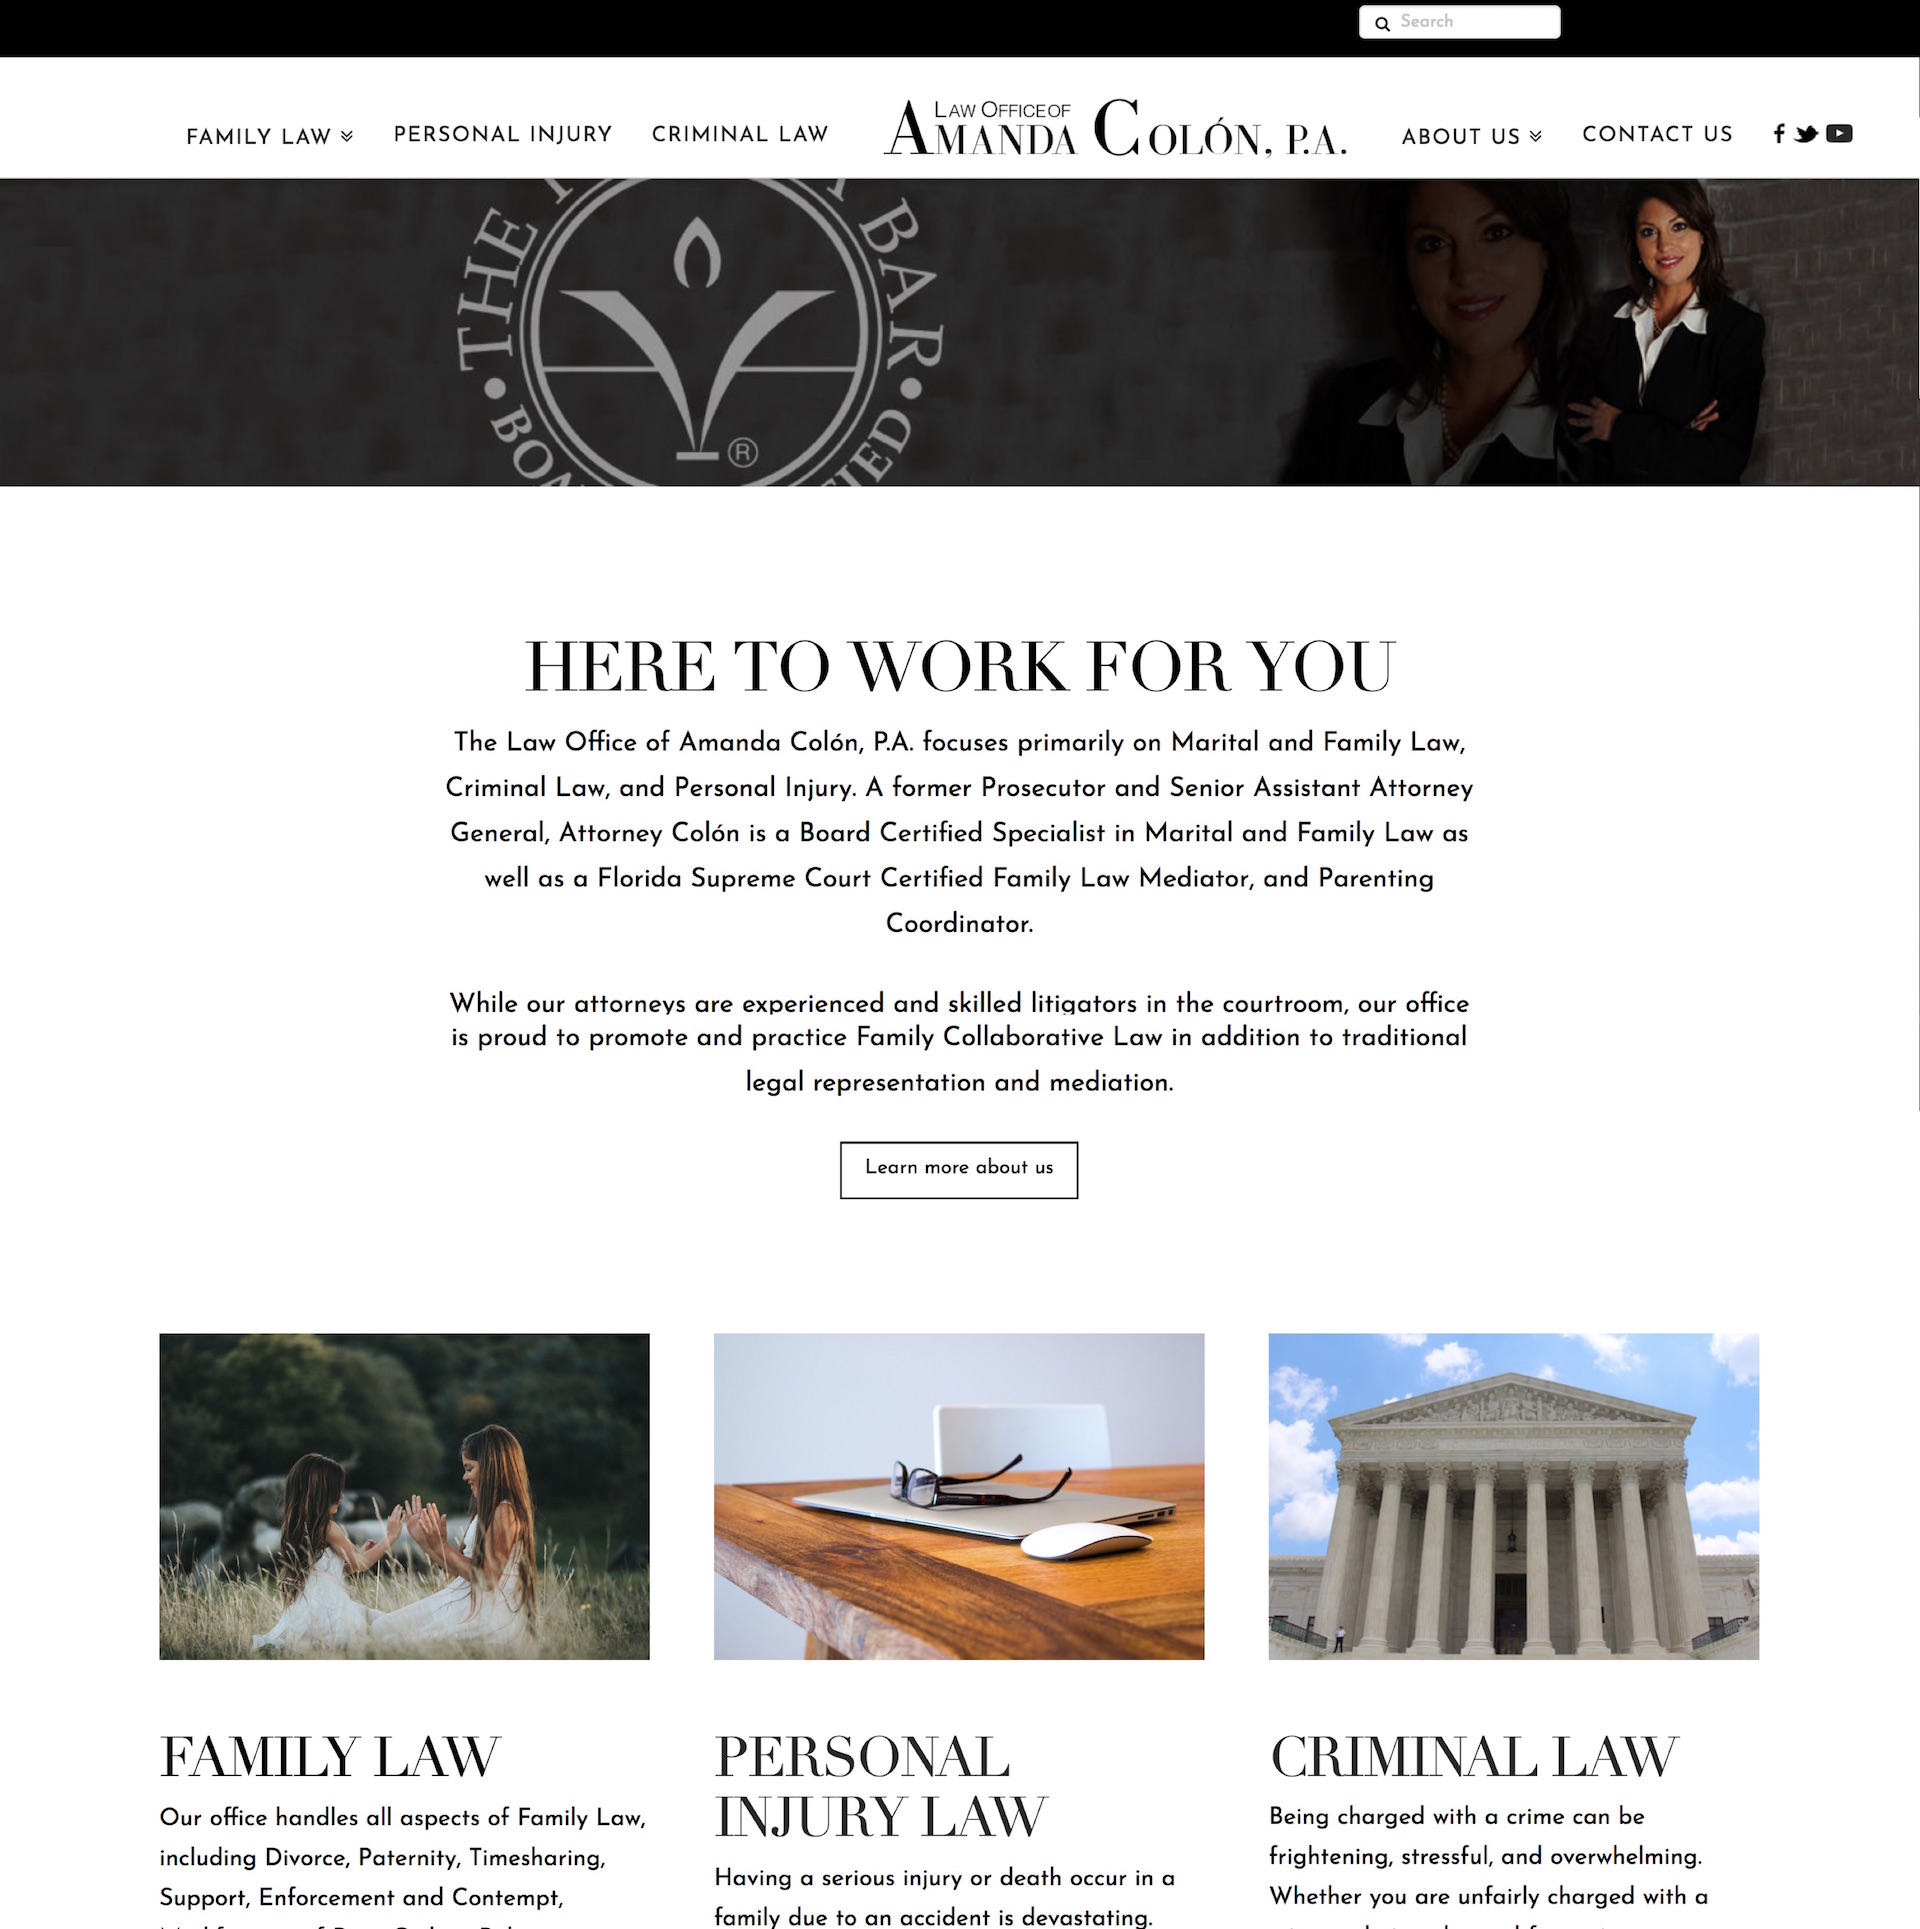 Search
FAMILY LAW
PERSONAL INJURY
CRIMINAL LAW
LAW OFFICE OF
AMANDA COLÓN, P.A.
ABOUT US
CONTACT US
THE
BAR
BOA
FIED
®
HERE TO WORK FOR YOU
The Law Office of Amanda Colón, P.A. focuses primarily on Marital and Family Law,
Criminal Law, and Personal Injury. A former Prosecutor and Senior Assistant Attorney
General, Attorney Colón is a Board Certified Specialist in Marital and Family Law as
well as a Florida Supreme Court Certified Family Law Mediator, and Parenting
Coordinator.
While our attorneys are experienced and skilled litigators in the courtroom, our office
is proud to promote and practice Family Collaborative Law in addition to traditional
legal representation and mediation.
Learn more about us
FAMILY LAW
Our office handles all aspects of Family Law,
including Divorce, Paternity, Timesharing,
Support, Enforcement and Contempt,
PERSONAL
INJURY LAW
Having a serious injury or death occur in a
family due to an accident is devastating.
CRIMINAL LAW
Being charged with a crime can be
frightening, stressful, and overwhelming.
Whether you are unfairly charged with a